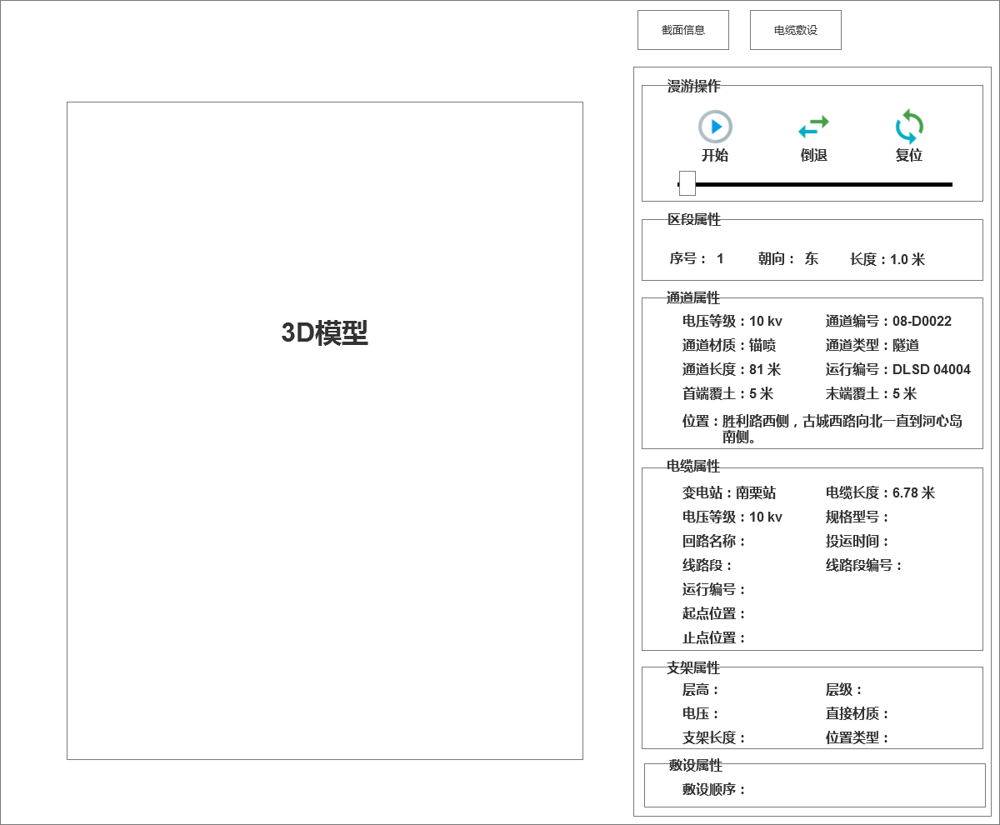 截面信息
电缆敷设
3D模型
漫游操作
开始
倒退
复位
区段属性
序号： 1 朝向： 东 长度：1.0 米
通道属性
电压等级：10 kv 通道编号：08-D0022
通道材质：锚喷 通道类型：隧道
通道长度：81 米 运行编号：DLSD 04004
首端覆土：5 米 末端覆土：5 米
位置：胜利路西侧，古城西路向北一直到河心岛
南侧。
电缆属性
变电站：南栗站 电缆长度：6.78 米
电压等级：10 kv 规格型号：
回路名称： 投运时间：
线路段： 线路段编号：
运行编号：
起点位置：
止点位置：
支架属性
层高： 层级：
电压： 直接材质：
支架长度： 位置类型：
敷设属性
敷设顺序：